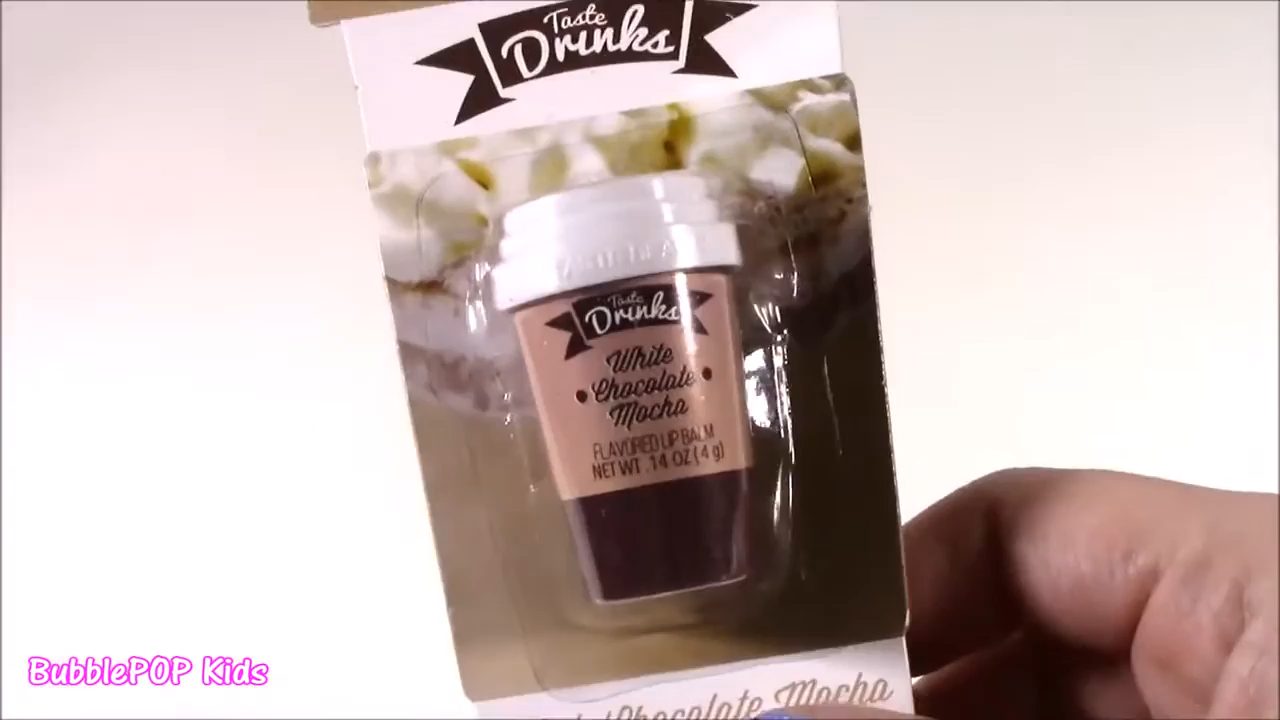 Taste
Drinks
Taste
Drinks
White
Chocolate
Mocha
FLAVORED LIP BALM
NET WT .14 OZ (4 g)
Chocolate Mocha
BubblePOP Kids